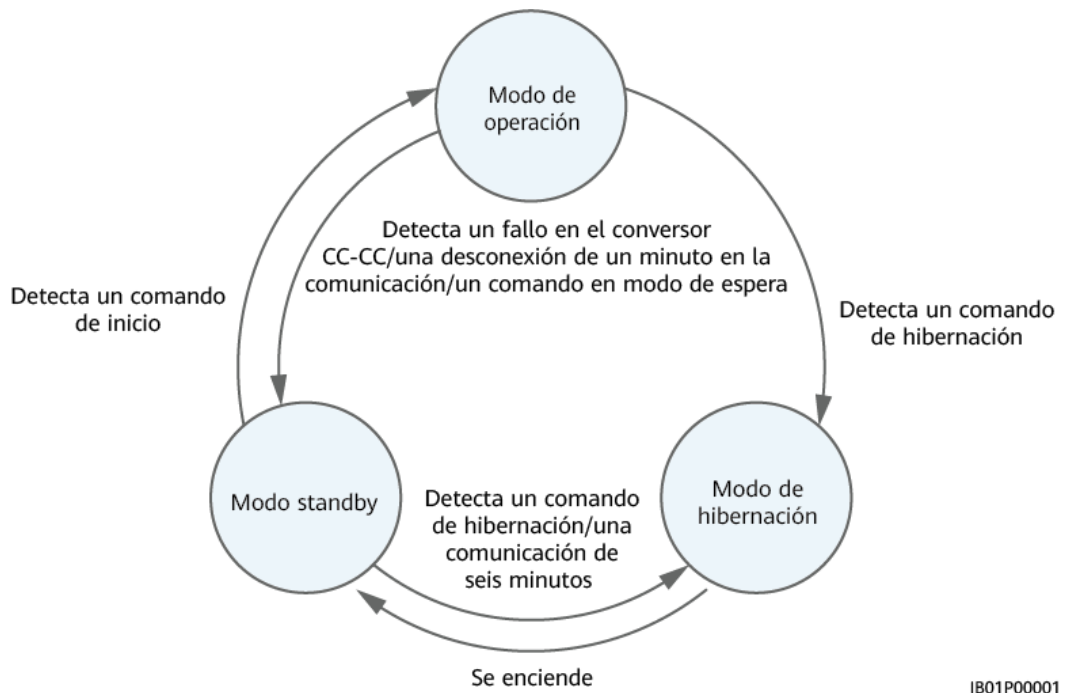 Modo de
operación
Detecta un fallo en el conversor
CC-CC/una desconexión de un minuto en la
comunicación/un comando en modo de espera
Detecta un comando
de inicio
Detecta un comando
de hibernación
Modo standby
Detecta un comando
de hibernación/una
comunicación de
seis minutos
Modo de
hibernación
Se enciende
IB01P00001